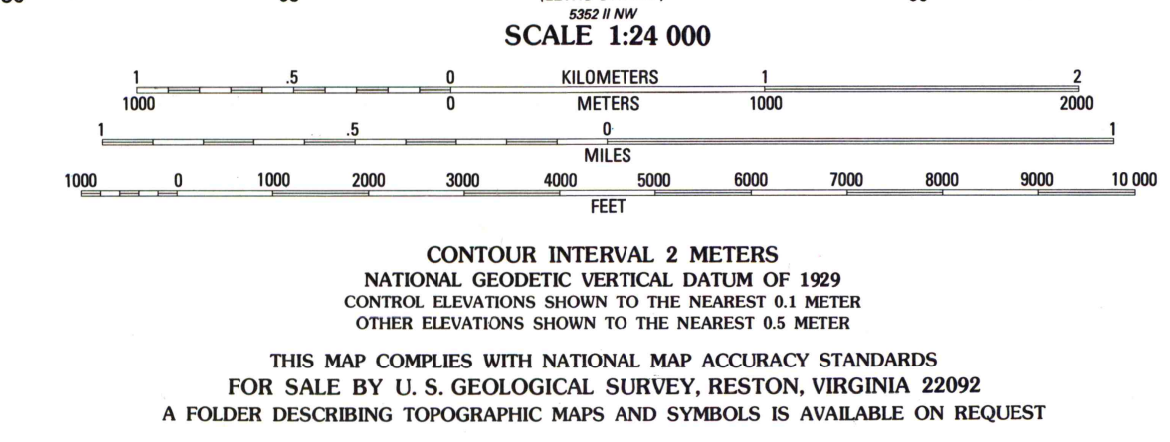 5352 II NW
SCALE 1:24 000
1 .5 0 KILOMETERS 1 2
1000 0 METERS 1000 2000
1 .5 0 1
MILES
1000 0 1000 2000 3000 4000 5000 6000 7000 8000 9000 10 000
FEET
CONTOUR INTERVAL 2 METERS
NATIONAL GEODETIC VERTICAL DATUM OF 1929
CONTROL ELEVATIONS SHOWN TO THE NEAREST 0.1 METER
OTHER ELEVATIONS SHOWN TO THE NEAREST 0.5 METER
THIS MAP COMPLIES WITH NATIONAL MAP ACCURACY STANDARDS
FOR SALE BY U. S. GEOLOGICAL SURVEY, RESTON, VIRGINIA 22092
A FOLDER DESCRIBING TOPOGRAPHIC MAPS AND SYMBOLS IS AVAILABLE ON REQUEST